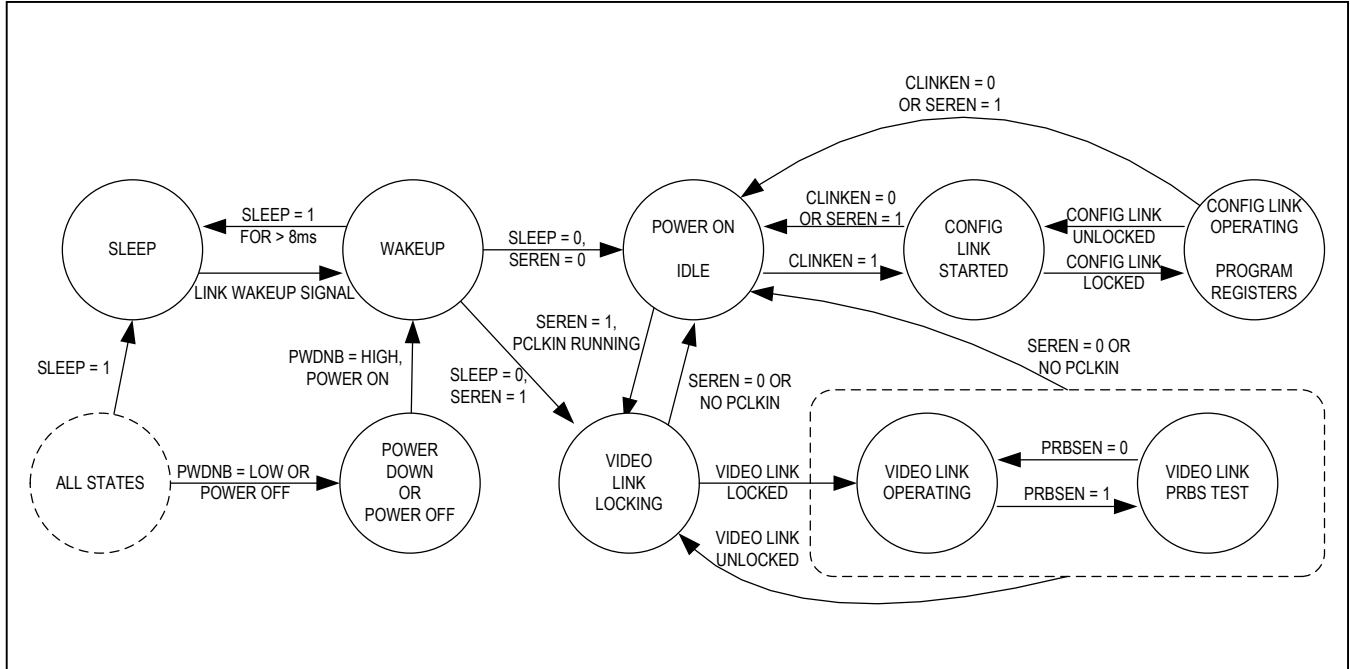 CLINKEN = 0
OR SEREN = 1
SLEEP
SLEEP = 1
FOR > 8ms
LINK WAKEUP SIGNAL
WAKEUP
SLEEP = 0,
SEREN = 0
POWER ON
IDLE
CLINKEN = 0
OR SEREN = 1
CLINKEN = 1
CONFIG
LINK
STARTED
CONFIG LINK
UNLOCKED
CONFIG LINK
LOCKED
CONFIG LINK
OPERATING
PROGRAM
REGISTERS
SLEEP = 1
PWDNB = HIGH,
POWER ON
SLEEP = 0,
SEREN = 1
SEREN = 1,
PCLKIN RUNNING
SEREN = 0 OR
NO PCLKIN
SEREN = 0 OR
NO PCLKIN
ALL STATES
PWDNB = LOW OR
POWER OFF
POWER
DOWN
OR
POWER OFF
VIDEO
LINK
LOCKING
VIDEO LINK
LOCKED
VIDEO LINK
OPERATING
PRBSEN = 0
PRBSEN = 1
VIDEO LINK
PRBS TEST
VIDEO LINK
UNLOCKED